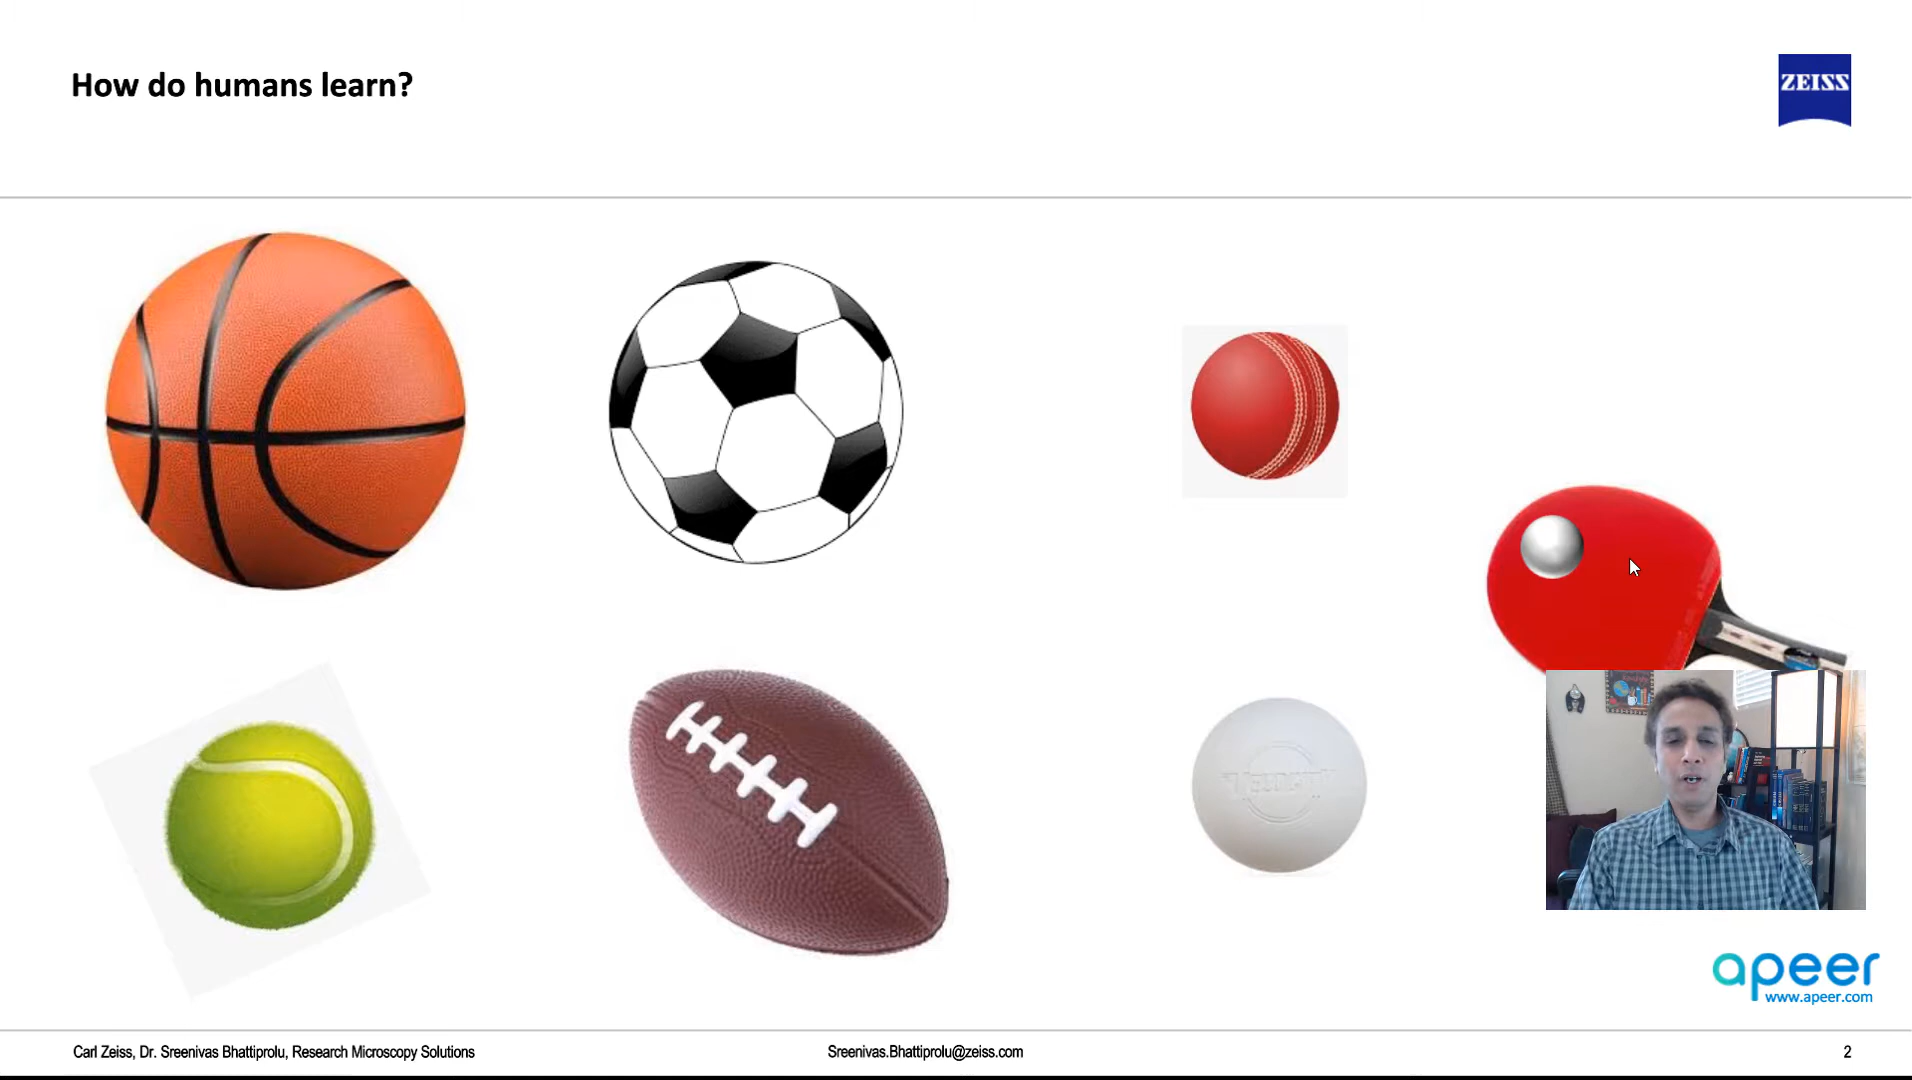 How do humans learn?
ZEISS
VELOCITY
apeer
www.apeer.com
Carl Zeiss, Dr. Sreenivas Bhattiprolu, Research Microscopy Solutions
Sreenivas.Bhattiprolu@zeiss.com
2